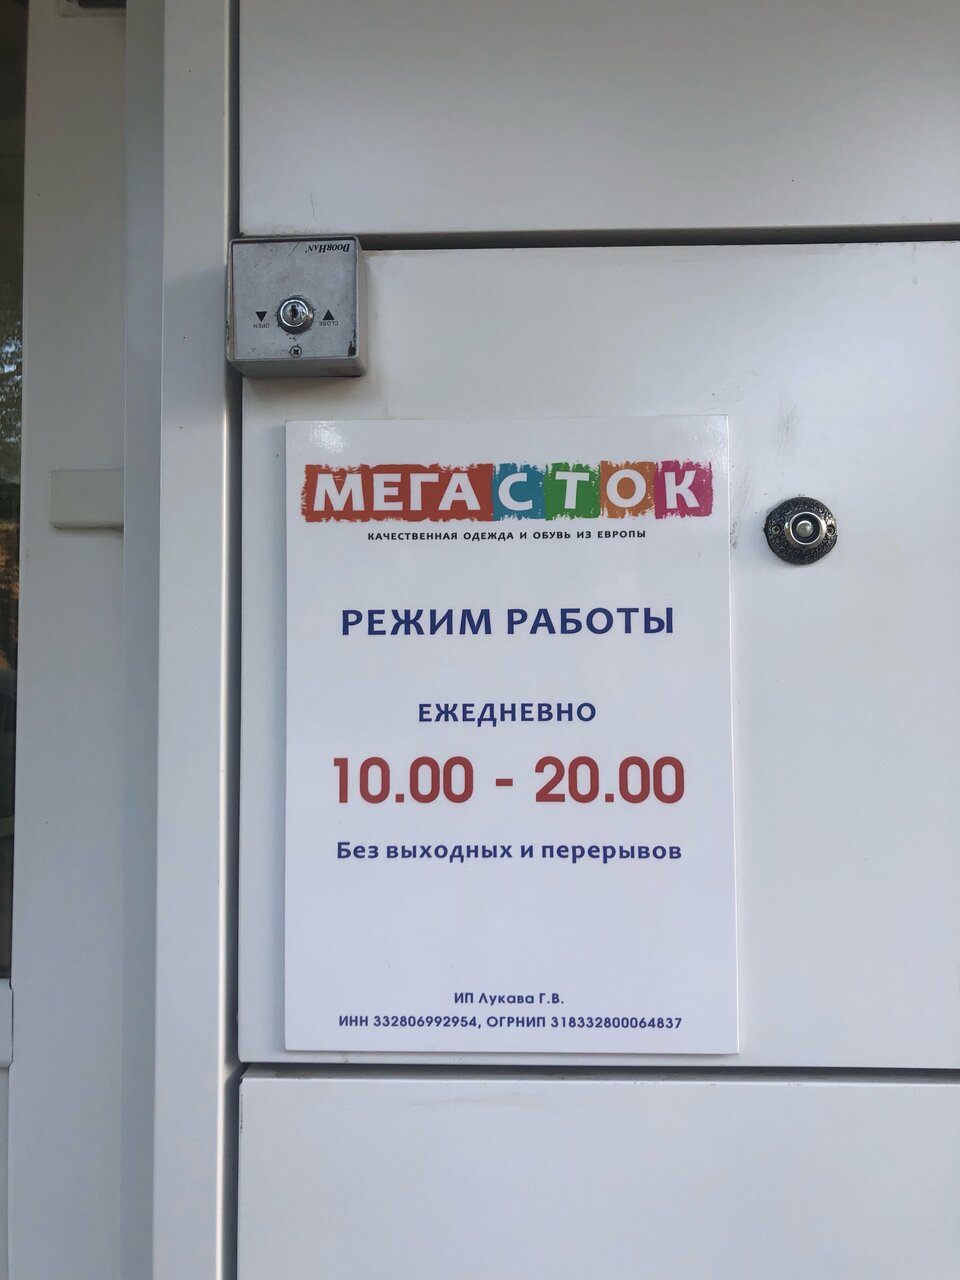 DOORHAN
OPEN
CLOSE
МЕГАСТОК
КАЧЕСТВЕННАЯ ОДЕЖДА И ОБУВЬ ИЗ ЕВРОПЫ
РЕЖИМ РАБОТЫ
ЕЖЕДНЕВНО
10.00 - 20.00
Без выходных и перерывов
ИП Лукава Г.В.
ИНН 332806992954, ОГРНИП 318332800064837